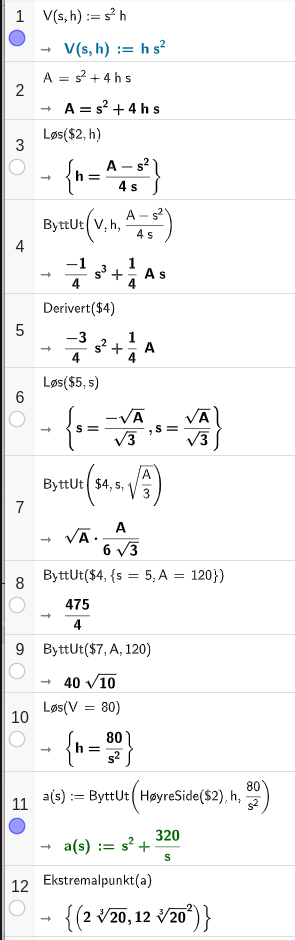 1 V(s,h) := s² h
→ V(s,h) := h s²
2 A = s² + 4 h s
→ A = s² + 4 h s
3 Løs($2, h)
→ {h = (A − s²)/(4 s)}
4 ByttUt(V, h, (A − s²)/(4 s))
→ −1/4 s³ + 1/4 A s
5 Derivert($4)
→ −3/4 s² + 1/4 A
6 Løs($5, s)
→ {s = −√A/√3, s = √A/√3}
7 ByttUt($4, s, √(A/3))
→ √A · A/(6 √3)
8 ByttUt($4, {s = 5, A = 120})
→ 475/4
9 ByttUt($7, A, 120)
→ 40 √10
10 Løs(V = 80)
→ {h = 80/s²}
11 a(s) := ByttUt(HøyreSide($2), h, 80/s²)
→ a(s) := s² + 320/s
12 Ekstremalpunkt(a)
→ {(2 ∛20, 12 ∛20²)}